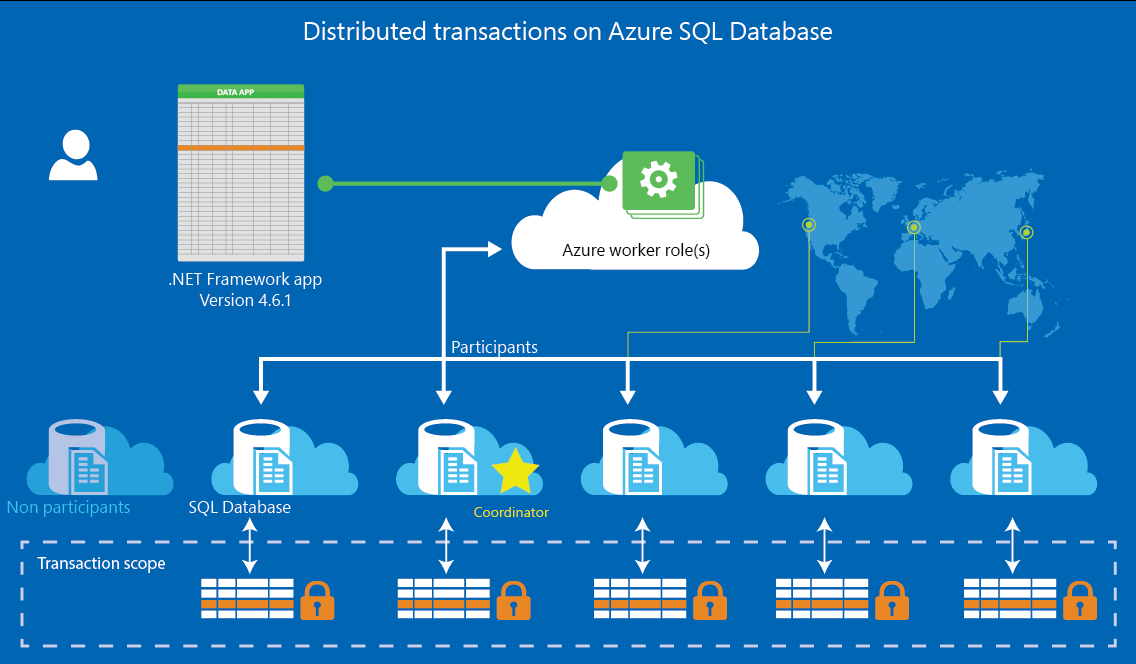 Distributed transactions on Azure SQL Database
DATA APP
.NET Framework app
Version 4.6.1
Azure worker role(s)
Participants
Non participants
SQL Database
Coordinator
Transaction scope